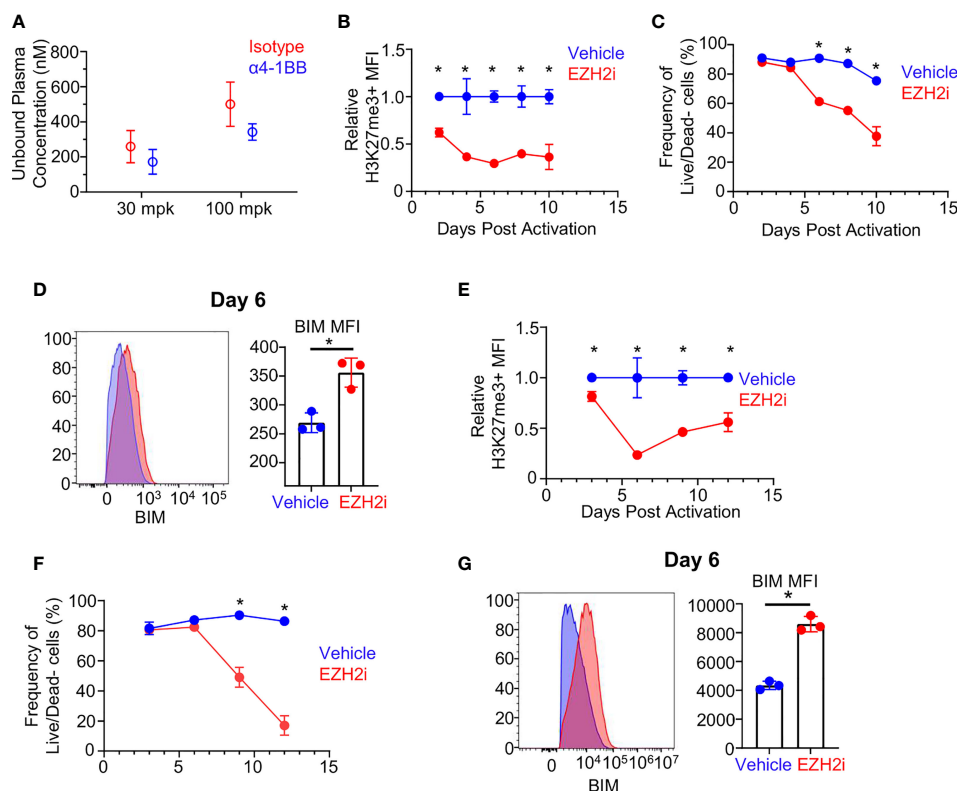 A
Unbound Plasma
Concentration (nM)
800
600
400
200
0
Isotype
α4-1BB
30 mpk
100 mpk
B
Relative
H3K27me3+ MFI
1.5
1.0
0.5
0
Vehicle
EZH2i
* * * * *
0 5 10 15
Days Post Activation
C
Frequency of
Live/Dead- cells (%)
100
80
60
40
20
0
* * *
Vehicle
EZH2i
0 5 10 15
Days Post Activation
D
Day 6
100
80
60
40
20
0
0 10³ 10⁴ 10⁵
BIM
BIM MFI
*
400
350
300
250
200
Vehicle EZH2i
E
Relative
H3K27me3+ MFI
1.5
1.0
0.5
0
* * * *
Vehicle
EZH2i
0 5 10 15
Days Post Activation
F
Frequency of
Live/Dead- cells (%)
100
80
60
40
20
0
* *
Vehicle
EZH2i
0 5 10 15
G
Day 6
100
80
60
40
20
0
0 10⁴ 10⁵10⁶10⁷
BIM
BIM MFI
*
10000
8000
6000
4000
2000
0
Vehicle EZH2i